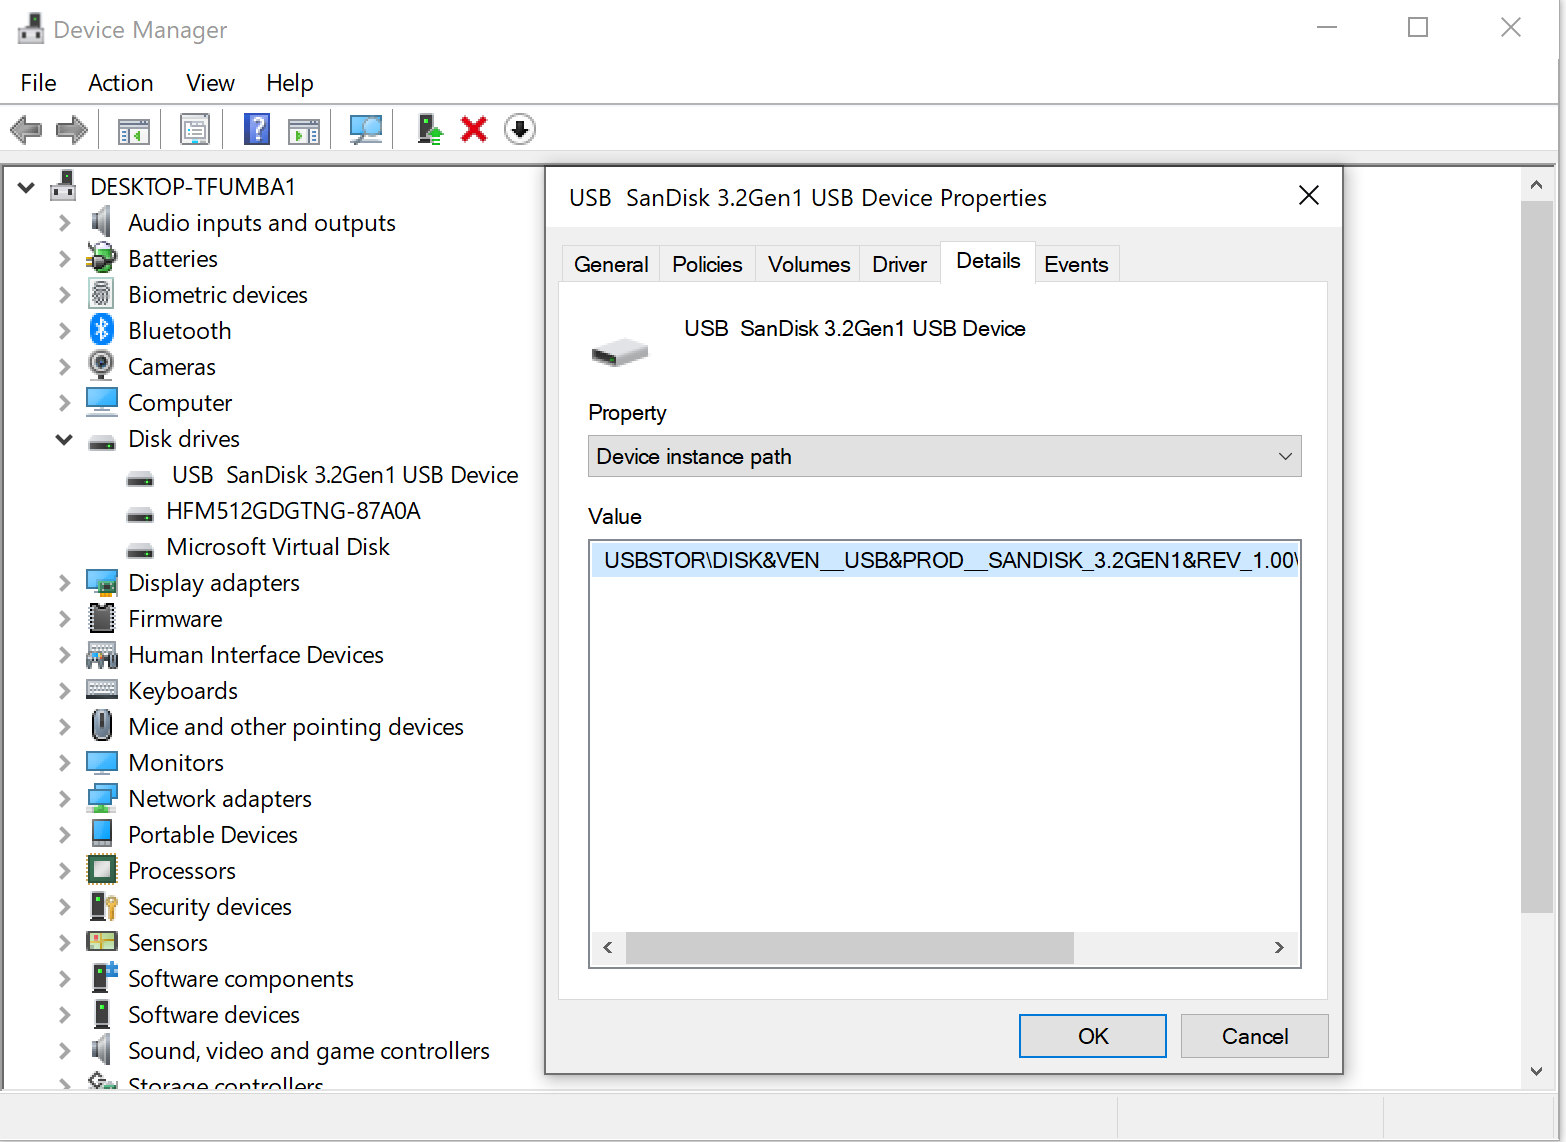 Device Manager
File Action View Help
DESKTOP-TFUMBA1
Audio inputs and outputs
Batteries
Biometric devices
Bluetooth
Cameras
Computer
Disk drives
USB  SanDisk 3.2Gen1 USB Device
HFM512GDGTNG-87A0A
Microsoft Virtual Disk
Display adapters
Firmware
Human Interface Devices
Keyboards
Mice and other pointing devices
Monitors
Network adapters
Portable Devices
Processors
Security devices
Sensors
Software components
Software devices
Sound, video and game controllers
Storage controllers
USB  SanDisk 3.2Gen1 USB Device Properties
General Policies Volumes Driver Details Events
USB  SanDisk 3.2Gen1 USB Device
Property
Device instance path
Value
USBSTOR\DISK&VEN__USB&PROD__SANDISK_3.2GEN1&REV_1.00\
OK Cancel